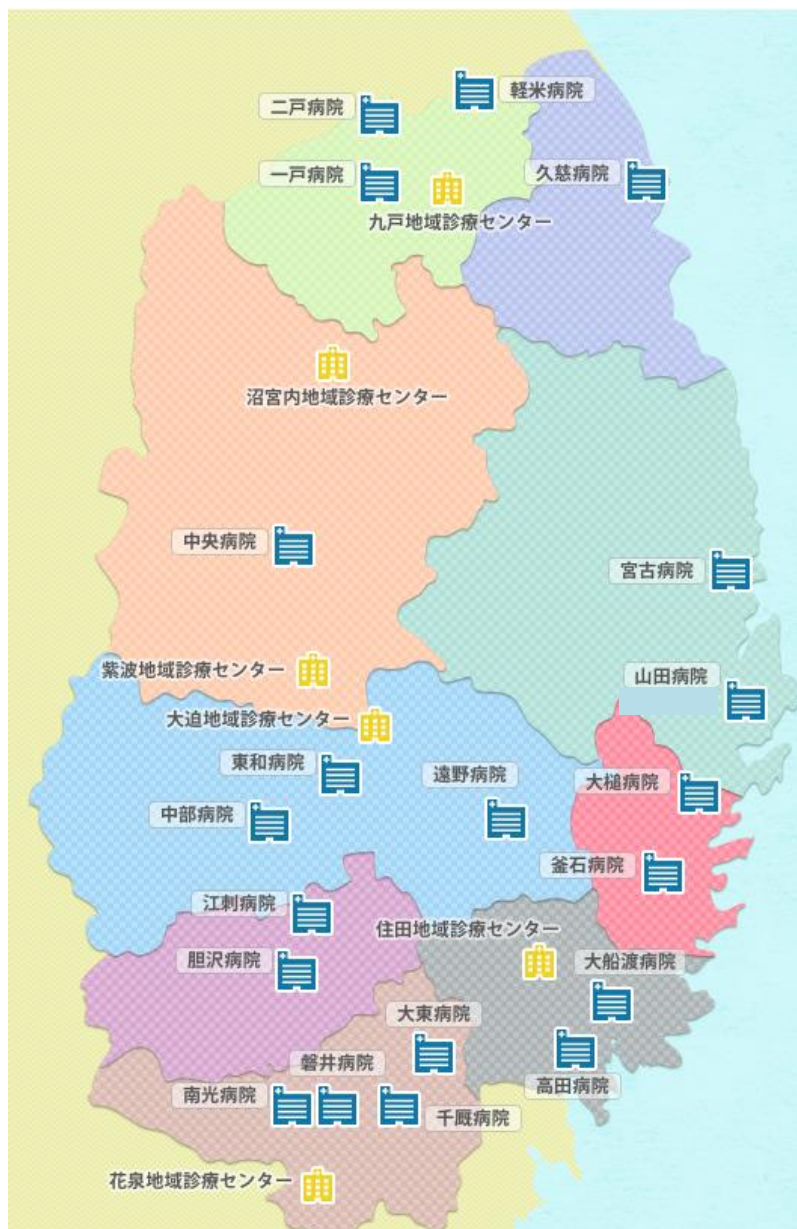 軽米病院
二戸病院
一戸病院
久慈病院
九戸地域診療センター
沼宮内地域診療センター
中央病院
宮古病院
紫波地域診療センター
山田病院
大迫地域診療センター
東和病院
遠野病院
大槌病院
中部病院
釜石病院
江刺病院
住田地域診療センター
胆沢病院
大船渡病院
大東病院
磐井病院
高田病院
南光病院
千厩病院
花泉地域診療センター